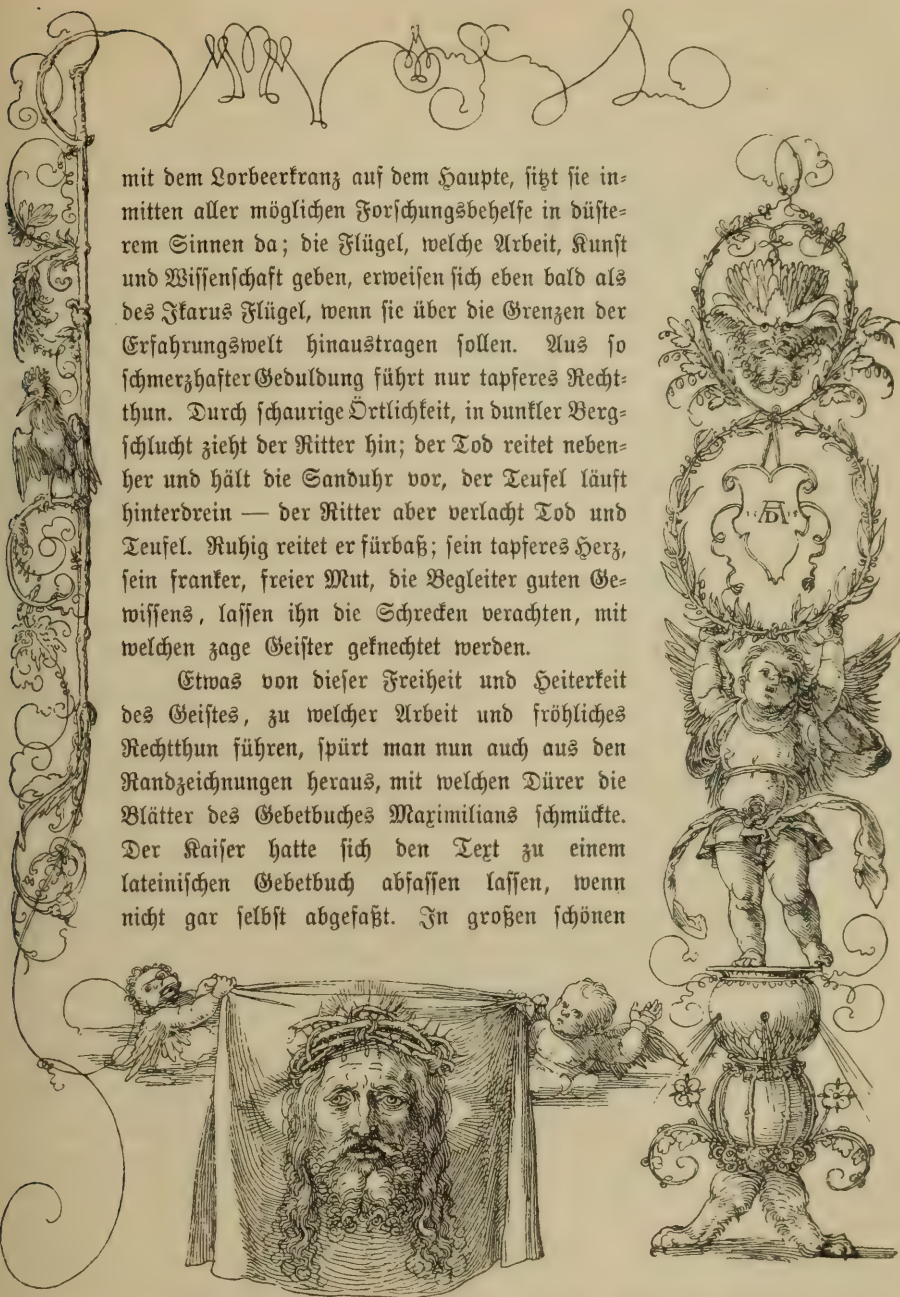 mit dem Lorbeerkranz auf dem Haupte, sitzt sie in-
mitten aller möglichen Forschungsbehelfe in düste-
rem Sinnen da; die Flügel, welche Arbeit, Kunst
und Wissenschaft geben, erweisen sich eben bald als
des Ikarus Flügel, wenn sie über die Grenzen der
Erfahrungswelt hinaustragen sollen. Aus so
schmerzhafter Geduldung führt nur tapferes Recht-
thun. Durch schaurige Örtlichkeit, in dunkler Berg-
schlucht zieht der Ritter hin; der Tod reitet neben-
her und hält die Sanduhr vor, der Teufel läuft
hinterdrein — der Ritter aber verlacht Tod und
Teufel. Ruhig reitet er fürbaß; sein tapferes Herz,
sein franker, freier Mut, die Begleiter guten Ge-
wissens, lassen ihn die Schrecken verachten, mit
welchen zage Geister geknechtet werden.
Etwas von dieser Freiheit und Heiterkeit
des Geistes, zu welcher Arbeit und fröhliches
Rechtthun führen, spürt man nun auch aus den
Randzeichnungen heraus, mit welchen Dürer die
Blätter des Gebetbuches Maximilians schmückte.
Der Kaiser hatte sich den Text zu einem
lateinischen Gebetbuch abfassen lassen, wenn
nicht gar selbst abgefaßt. In großen schönen
AD